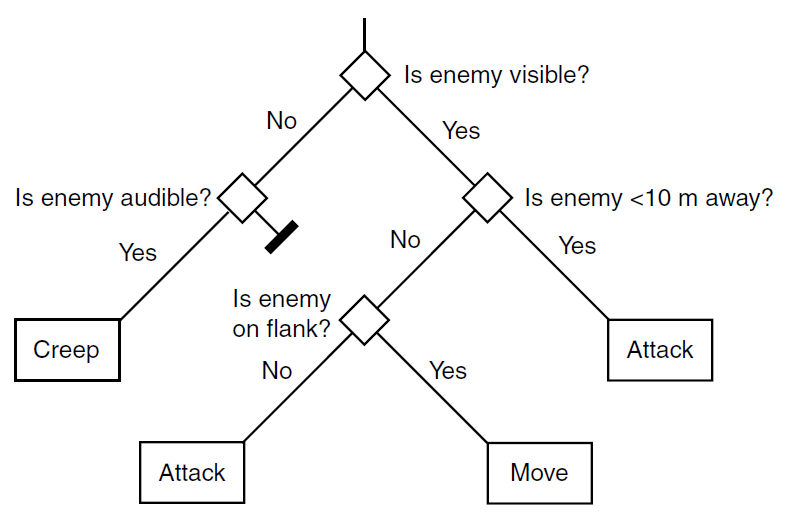 Is enemy visible?
No
Yes
Is enemy audible?
Is enemy <10 m away?
Yes
No
Yes
Is enemy
on flank?
Creep
Attack
No
Yes
Attack
Move